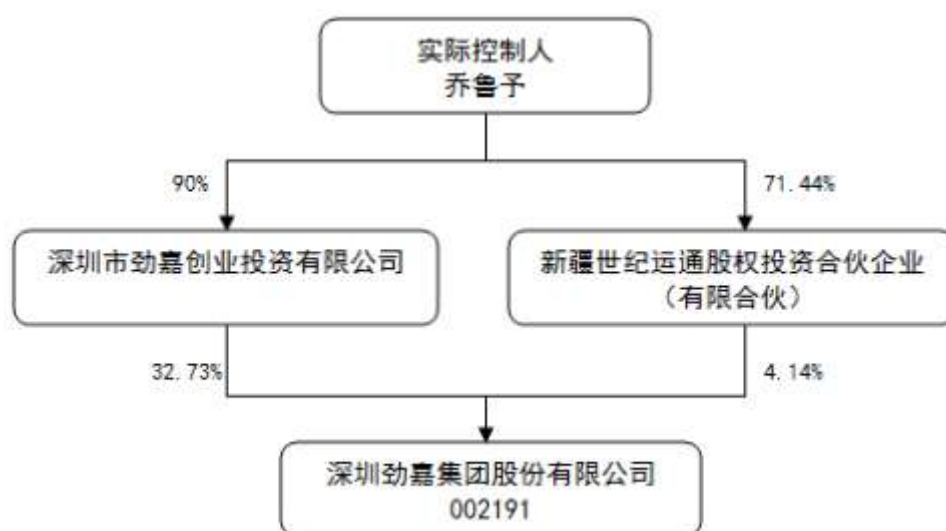 实际控制人
乔鲁予
90%
71.44%
深圳市劲嘉创业投资有限公司
新疆世纪运通股权投资合伙企业
（有限合伙）
32.73%
4.14%
深圳劲嘉集团股份有限公司
002191